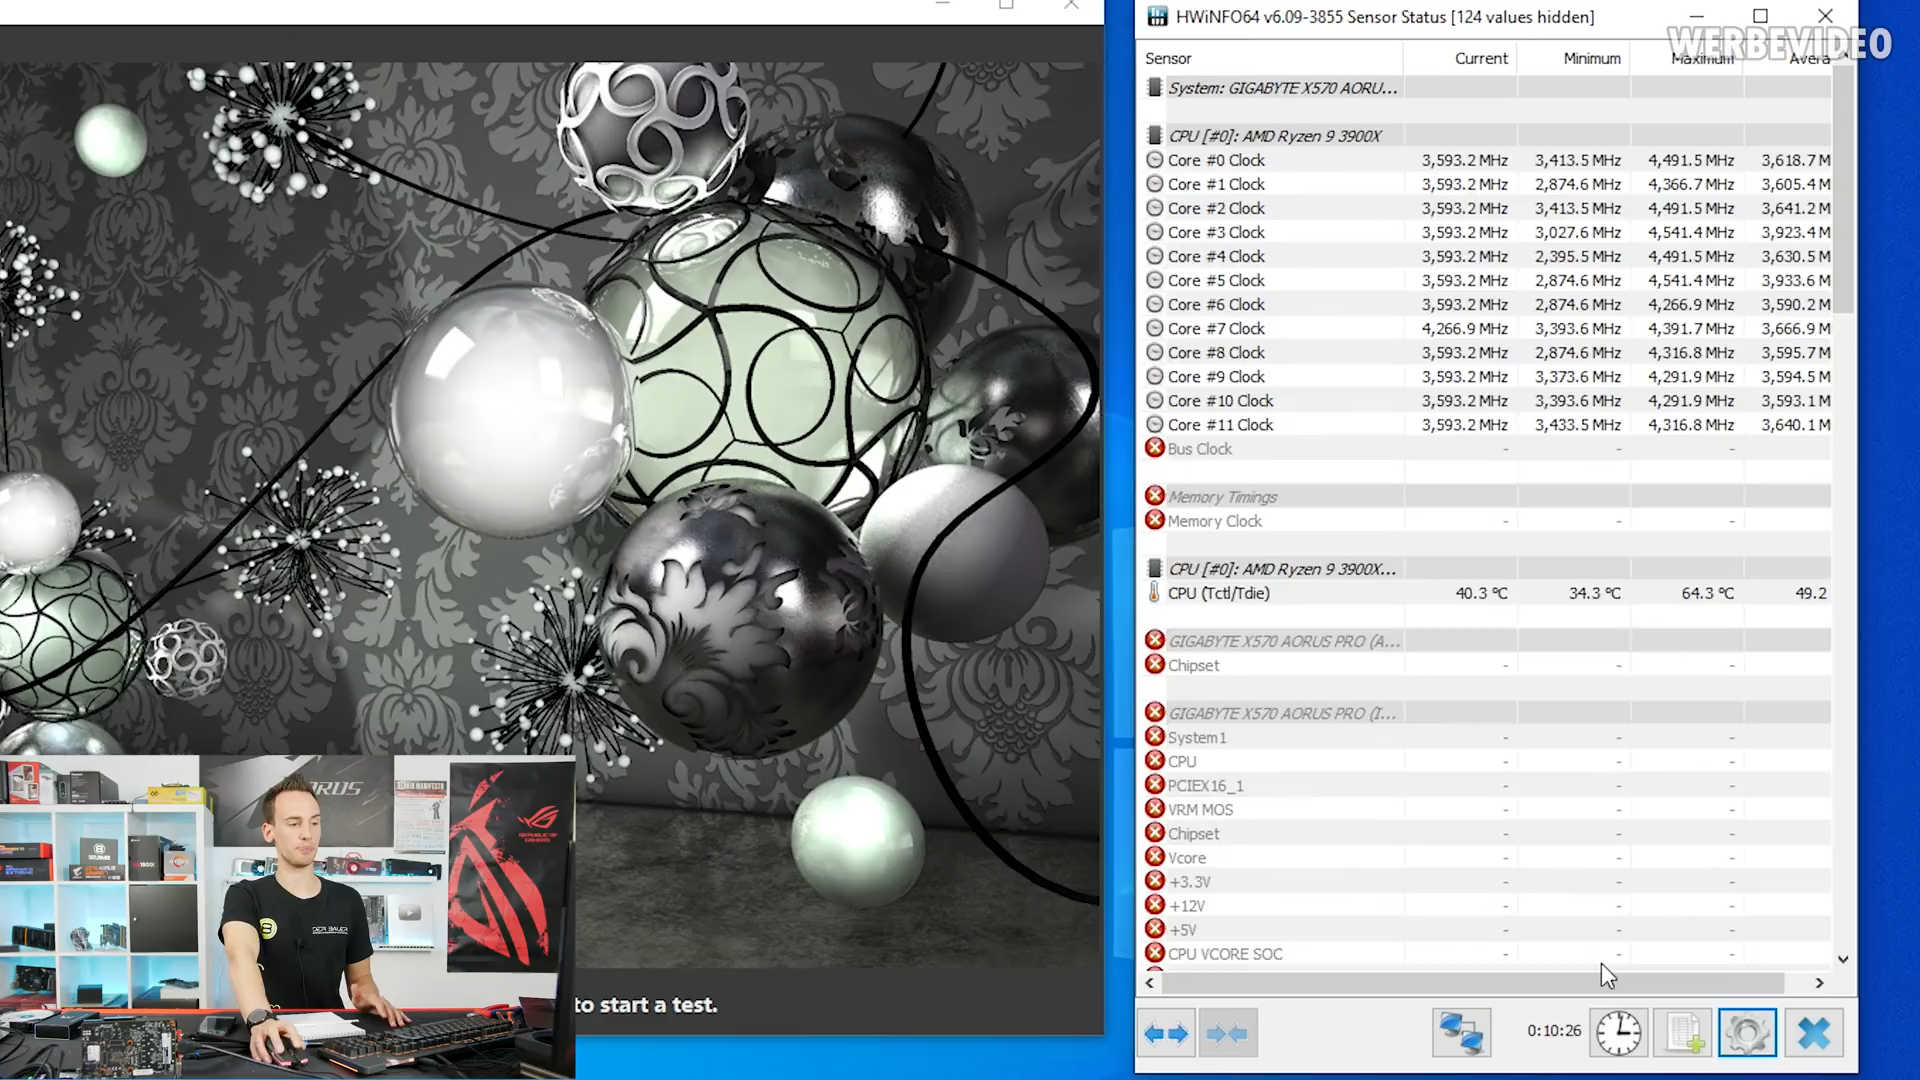 HWiNFO64 v6.09-3855 Sensor Status [124 values hidden]
WERBEVIDEO
Sensor Current Minimum Maximum Avera
System: GIGABYTE X570 AORU...
CPU [#0]: AMD Ryzen 9 3900X
Core #0 Clock 3,593.2 MHz 3,413.5 MHz 4,491.5 MHz 3,618.7 M
Core #1 Clock 3,593.2 MHz 2,874.6 MHz 4,366.7 MHz 3,605.4 M
Core #2 Clock 3,593.2 MHz 3,413.5 MHz 4,491.5 MHz 3,641.2 M
Core #3 Clock 3,593.2 MHz 3,027.6 MHz 4,541.4 MHz 3,923.4 M
Core #4 Clock 3,593.2 MHz 2,395.5 MHz 4,491.5 MHz 3,630.5 M
Core #5 Clock 3,593.2 MHz 2,874.6 MHz 4,541.4 MHz 3,933.6 M
Core #6 Clock 3,593.2 MHz 2,874.6 MHz 4,266.9 MHz 3,590.2 M
Core #7 Clock 4,266.9 MHz 3,393.6 MHz 4,391.7 MHz 3,666.9 M
Core #8 Clock 3,593.2 MHz 2,874.6 MHz 4,316.8 MHz 3,595.7 M
Core #9 Clock 3,593.2 MHz 3,373.6 MHz 4,291.9 MHz 3,594.5 M
Core #10 Clock 3,593.2 MHz 3,393.6 MHz 4,291.9 MHz 3,593.1 M
Core #11 Clock 3,593.2 MHz 3,433.5 MHz 4,316.8 MHz 3,640.1 M
Bus Clock - - -
Memory Timings
Memory Clock - - -
CPU [#0]: AMD Ryzen 9 3900X...
CPU (Tctl/Tdie) 40.3 °C 34.3 °C 64.3 °C 49.2
GIGABYTE X570 AORUS PRO (A...
Chipset - - -
GIGABYTE X570 AORUS PRO (I...
System1 - - -
CPU - - -
PCIEX16_1 - - -
VRM MOS - - -
Chipset - - -
Vcore - - -
+3.3V - - -
+12V - - -
+5V - - -
CPU VCORE SOC - - -
0:10:26
to start a test.
ORUS
REPUBLIC OF
GAMERS
DER BAUER